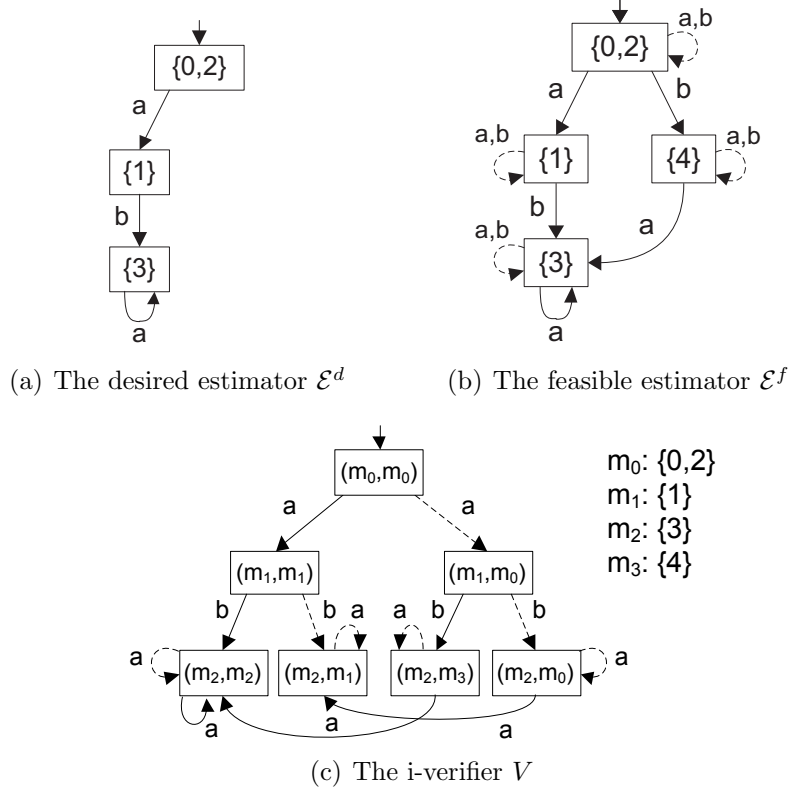 {0,2}
a
{1}
b
{3}
a
(a) The desired estimator ℰᵈ
a,b
{0,2}
a
b
a,b
{1}
{4}
a,b
b
a
a,b
{3}
a
(b) The feasible estimator ℰᶠ
(m₀,m₀)
a
a
(m₁,m₁)
(m₁,m₀)
b
b
a
a
b
b
a
(m₂,m₂)
(m₂,m₁)
(m₂,m₃)
(m₂,m₀)
a
a
a
a
m₀: {0,2}
m₁: {1}
m₂: {3}
m₃: {4}
(c) The i-verifier V